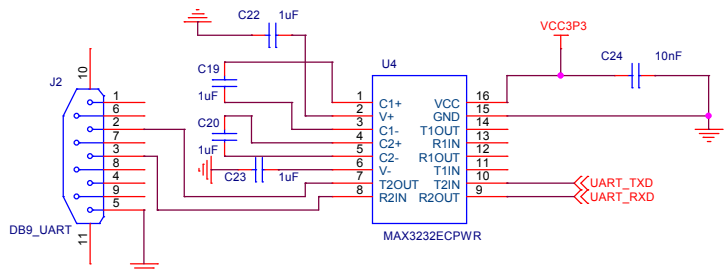 C22 1uF
VCC3P3
J2
U4
C19
1uF
C24 10nF
10
1
6
2
7
3
8
4
9
5
11
DB9_UART
C20
1uF
C23 1uF
1 C1+ VCC 16
2 V+ GND 15
3 C1- T1OUT 14
4 C2+ R1IN 13
5 C2- R1OUT 12
6 V- T1IN 11
7 T2OUT T2IN 10
8 R2IN R2OUT 9
UART_TXD
UART_RXD
MAX3232ECPWR